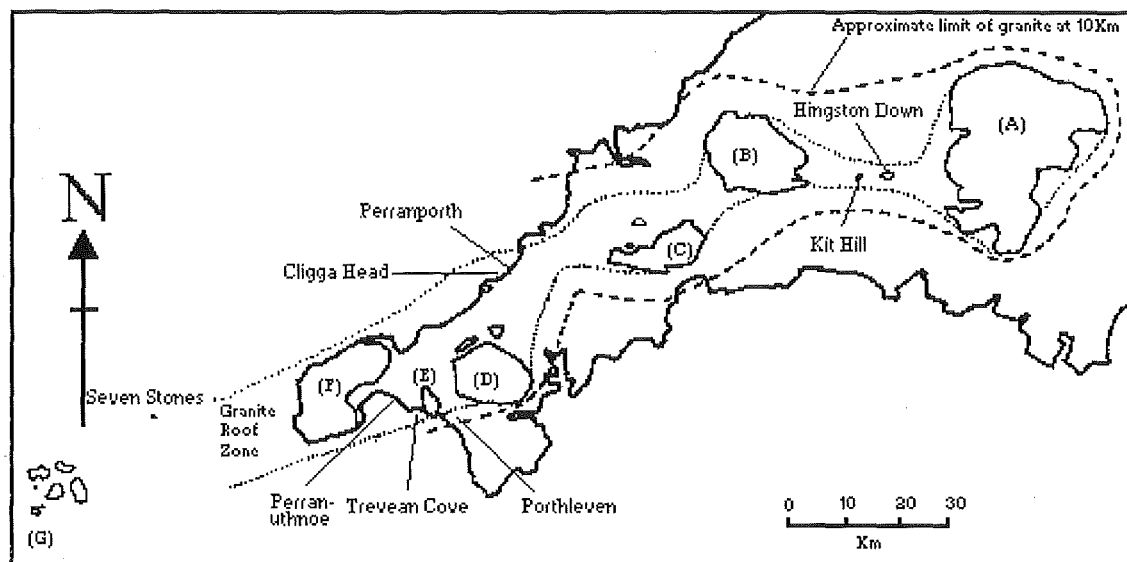 Approximate limit of granite at 10Km
Hingston Down
(A)
(B)
N
Perranporth
(C)
Kit Hill
Cligga Head
(F)
(E)
(D)
Seven Stones
Granite
Roof
Zone
Perran-
uthnoe
Trevean Cove
Porthleven
0 10 20 30
Km
(G)